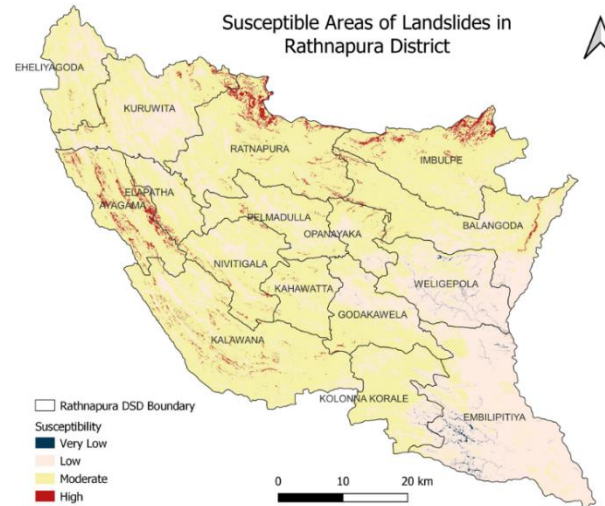 Susceptible Areas of Landslides in
Rathnapura District
EHELIYAGODA
KURUWITA
RATNAPURA
IMBULPE
ELAPATHA
AYAGAMA
PELMADULLA
OPANAYAKA
BALANGODA
NIVITIGALA
KAHAWATTA
WELIGEPOLA
GODAKAWELA
KALAWANA
KOLONNA KORALE
EMBILIPITIYA
Rathnapura DSD Boundary
Susceptibility
Very Low
Low
Moderate
High
0 10 20 km